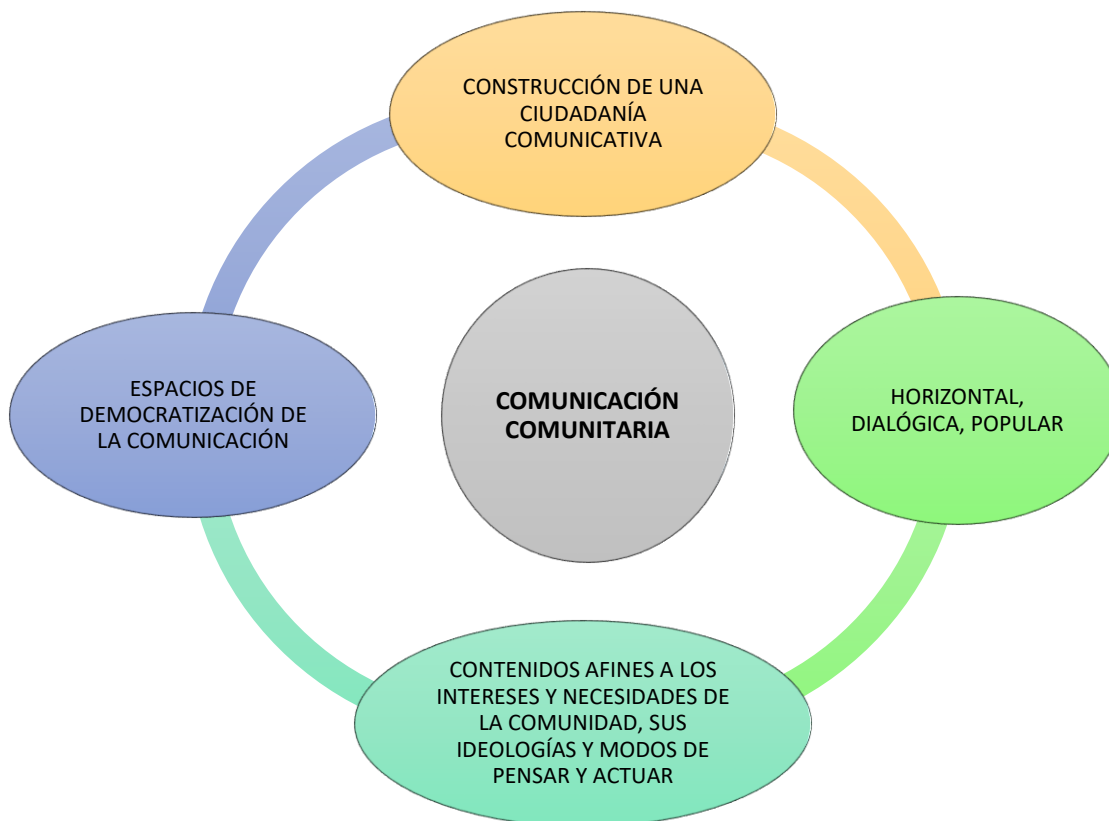 CONSTRUCCIÓN DE UNA
CIUDADANÍA
COMUNICATIVA
ESPACIOS DE
DEMOCRATIZACIÓN DE
LA COMUNICACIÓN
COMUNICACIÓN
COMUNITARIA
HORIZONTAL,
DIALÓGICA, POPULAR
CONTENIDOS AFINES A LOS
INTERESES Y NECESIDADES DE
LA COMUNIDAD, SUS
IDEOLOGÍAS Y MODOS DE
PENSAR Y ACTUAR